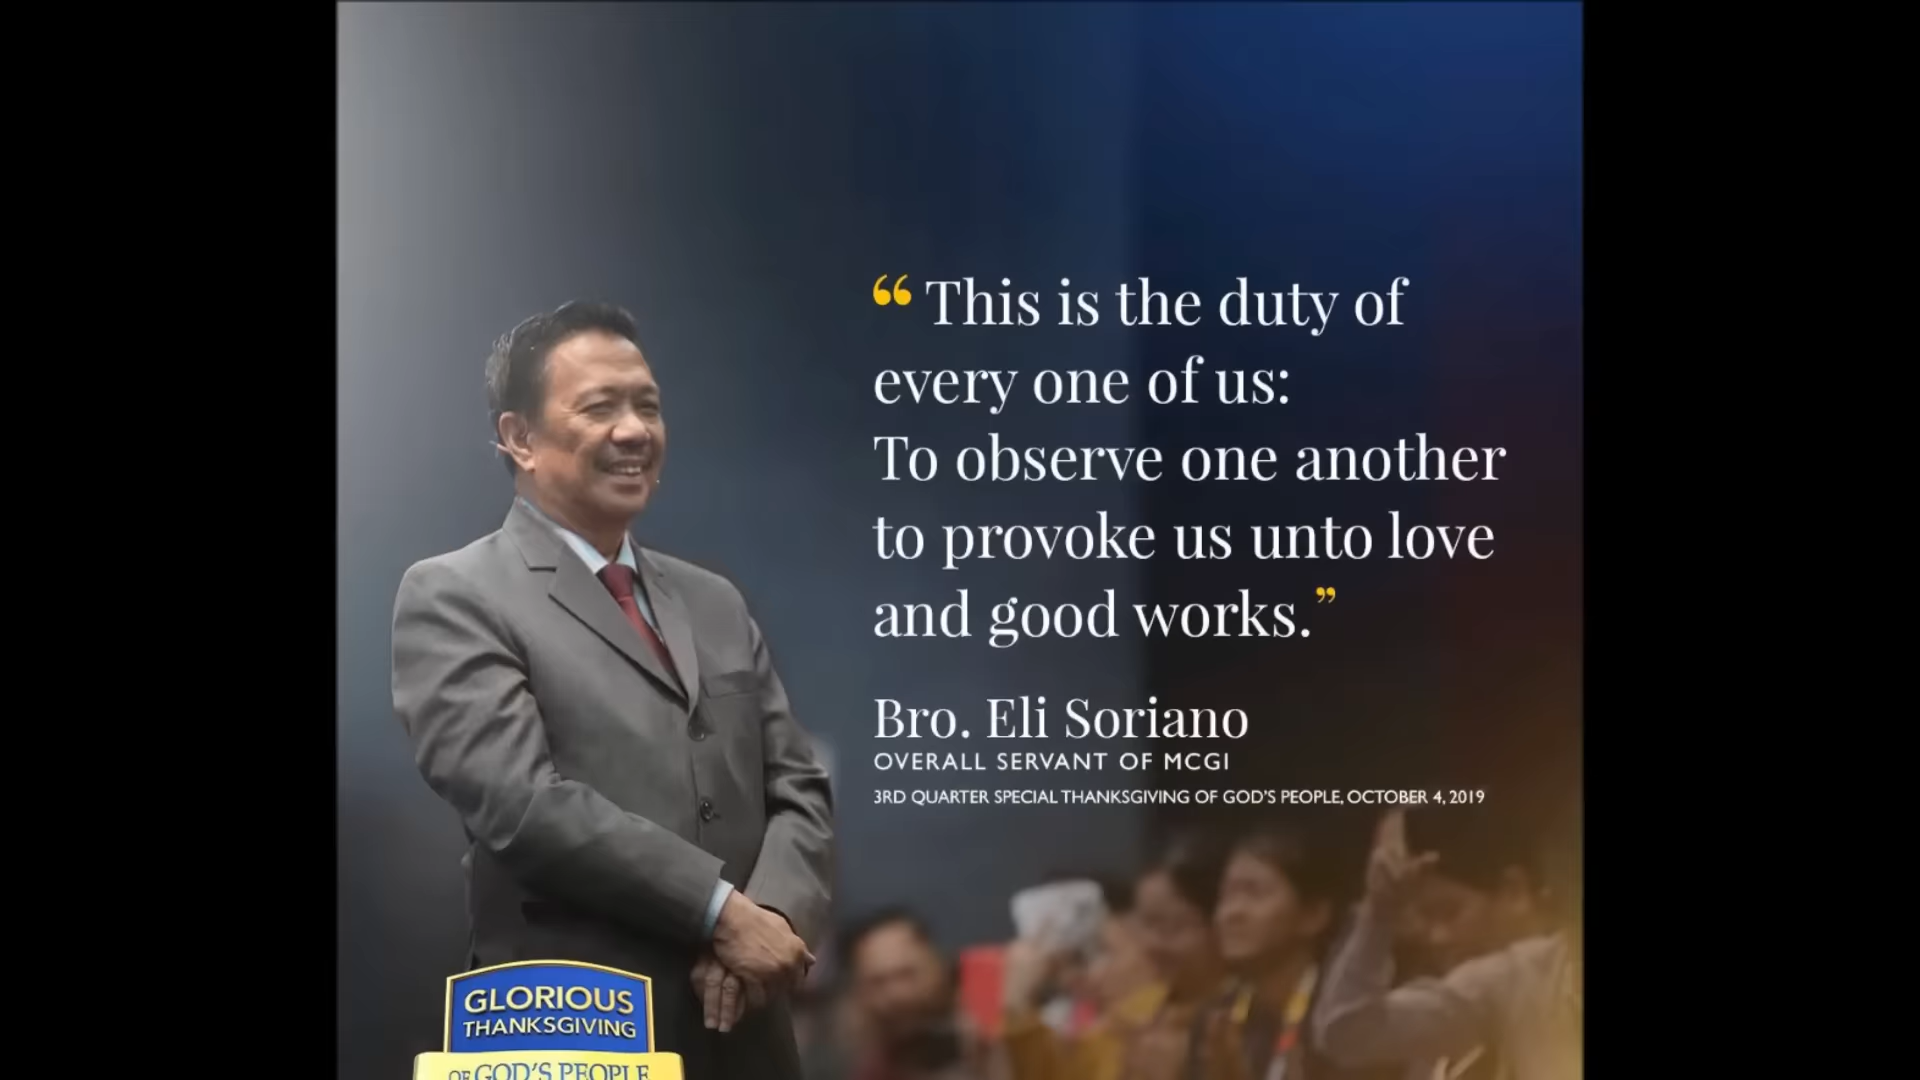 “ This is the duty of
every one of us:
To observe one another
to provoke us unto love
and good works.”
Bro. Eli Soriano
OVERALL SERVANT OF MCGI
3RD QUARTER SPECIAL THANKSGIVING OF GOD'S PEOPLE, OCTOBER 4, 2019
GLORIOUS
THANKSGIVING
OF GOD'S PEOPLE